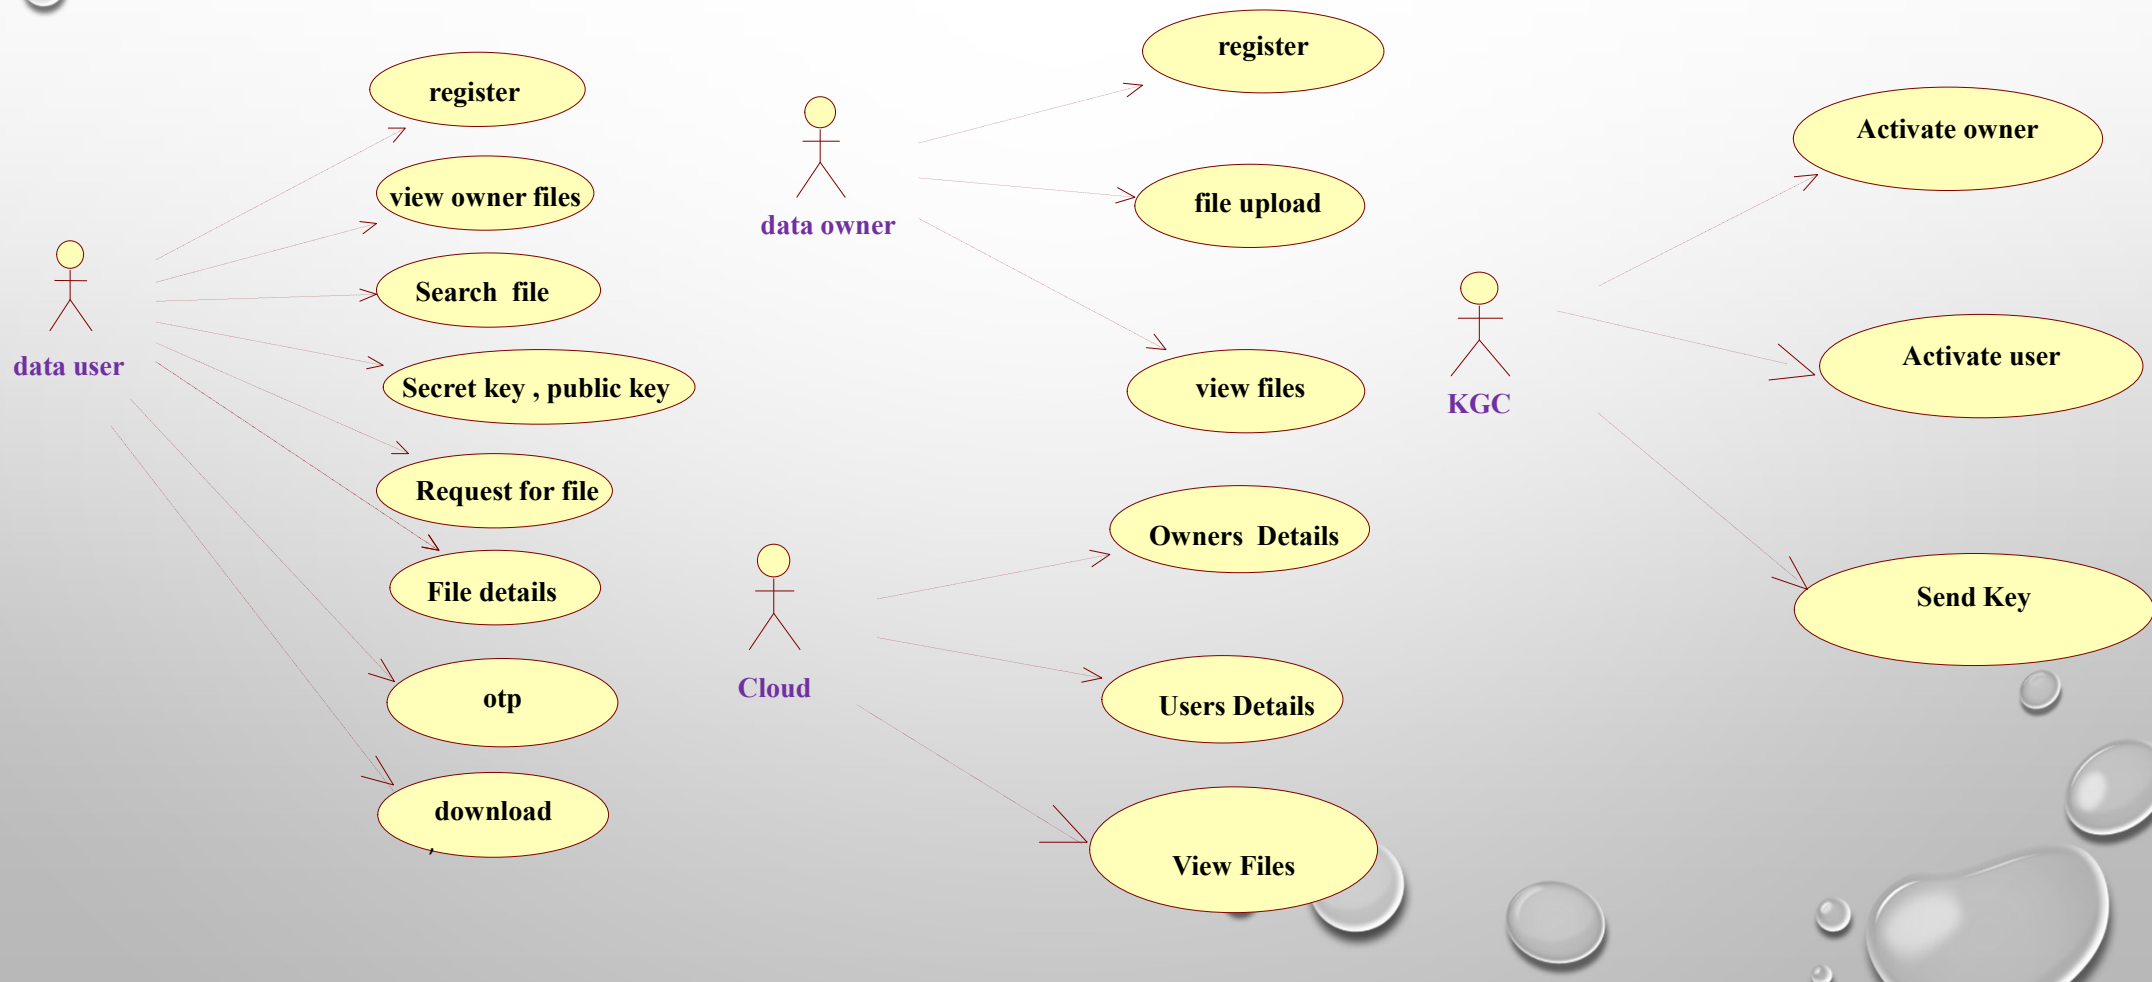 register
view owner files
Search  file
data user
Secret key , public key
Request for file
File details
otp
download
,
register
data owner
file upload
view files
Owners  Details
Cloud
Users Details
View Files
Activate owner
Activate user
KGC
Send Key